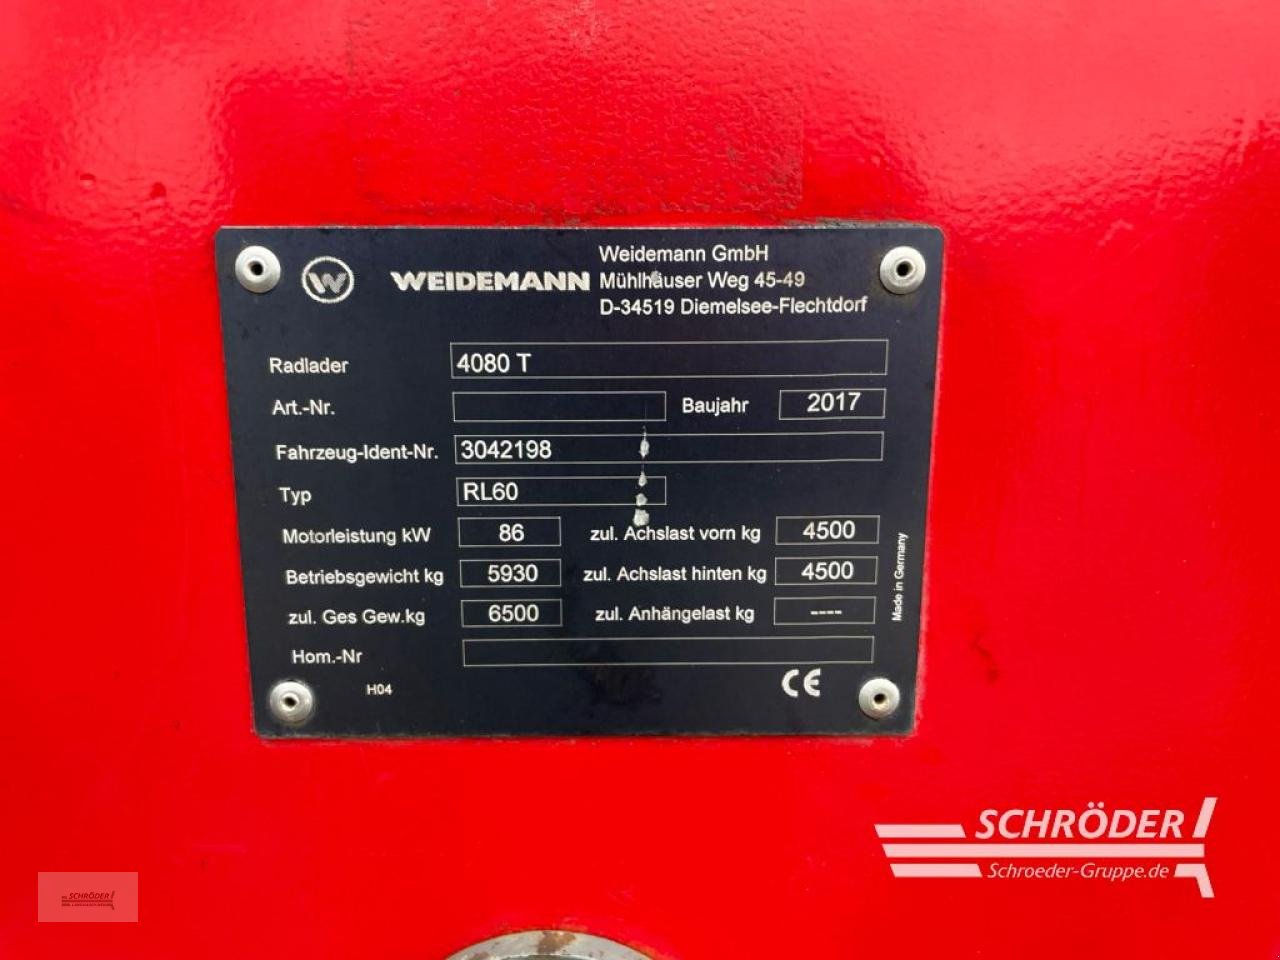 Weidemann GmbH
W WEIDEMANN Mühlhäuser Weg 45-49
D-34519 Diemelsee-Flechtdorf
Radlader 4080 T
Art.-Nr. Baujahr 2017
Fahrzeug-Ident-Nr. 3042198
Typ RL60
Motorleistung kW 86 zul. Achslast vorn kg 4500
Betriebsgewicht kg 5930 zul. Achslast hinten kg 4500
zul. Ges Gew.kg 6500 zul. Anhängelast kg ----
Hom.-Nr
H04 CE
Made in Germany
SCHRÖDER
Schroeder-Gruppe.de
SCHRÖDER